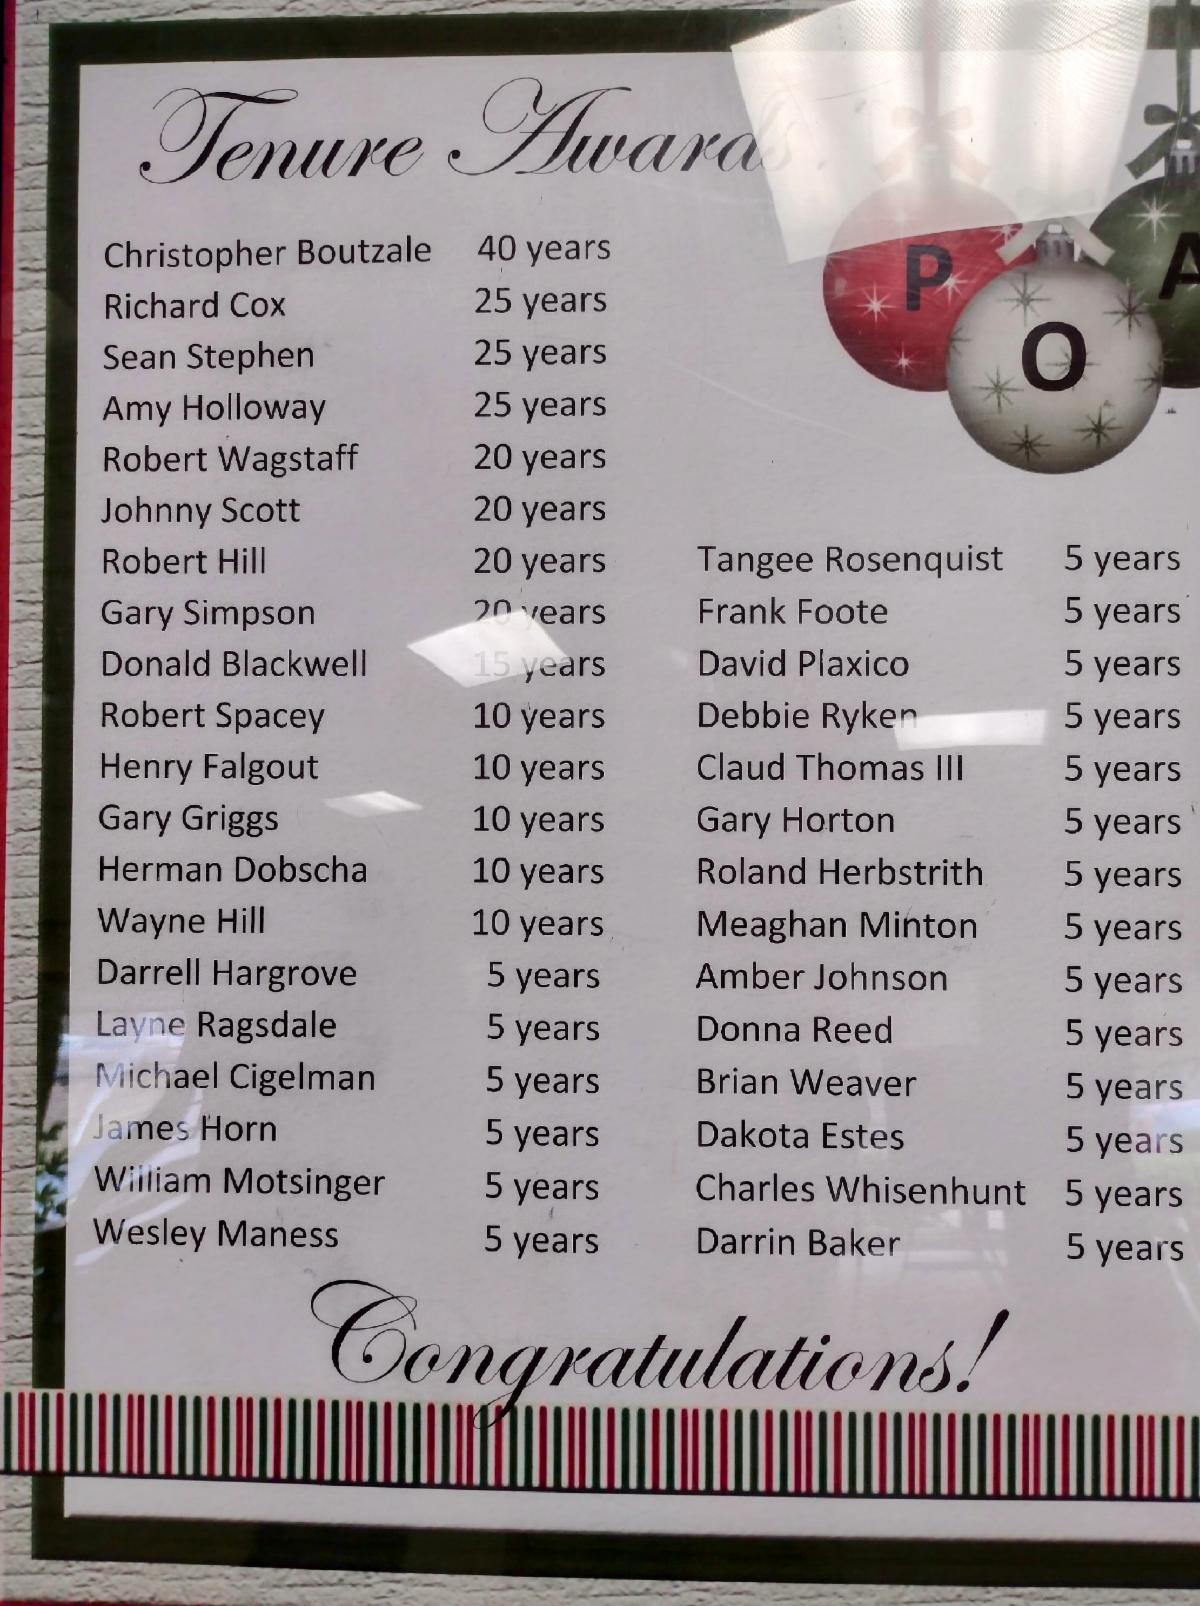 Tenure Awards
P O A
Christopher Boutzale 40 years
Richard Cox 25 years
Sean Stephen 25 years
Amy Holloway 25 years
Robert Wagstaff 20 years
Johnny Scott 20 years
Robert Hill 20 years
Gary Simpson 20 years
Donald Blackwell 15 years
Robert Spacey 10 years
Henry Falgout 10 years
Gary Griggs 10 years
Herman Dobscha 10 years
Wayne Hill 10 years
Darrell Hargrove 5 years
Layne Ragsdale 5 years
Michael Cigelman 5 years
James Horn 5 years
William Motsinger 5 years
Wesley Maness 5 years
Tangee Rosenquist 5 years
Frank Foote 5 years
David Plaxico 5 years
Debbie Ryken 5 years
Claud Thomas III 5 years
Gary Horton 5 years
Roland Herbstrith 5 years
Meaghan Minton 5 years
Amber Johnson 5 years
Donna Reed 5 years
Brian Weaver 5 years
Dakota Estes 5 years
Charles Whisenhunt 5 years
Darrin Baker 5 years
Congratulations!